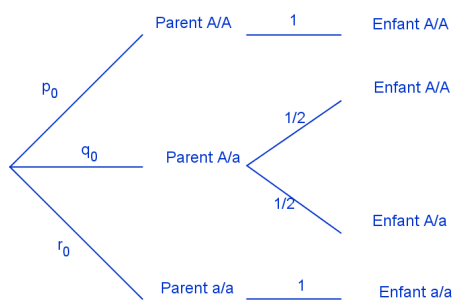 Parent A/A 1 Enfant A/A
p0
Enfant A/A
1/2
q0 Parent A/a
1/2
Enfant A/a
r0
Parent a/a 1 Enfant a/a